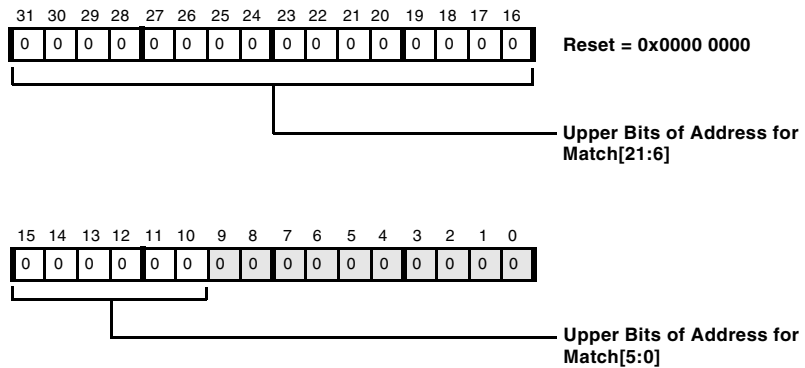 31 30 29 28 27 26 25 24 23 22 21 20 19 18 17 16
0 0 0 0 0 0 0 0 0 0 0 0 0 0 0 0
Reset = 0x0000 0000
Upper Bits of Address for
Match[21:6]
15 14 13 12 11 10 9 8 7 6 5 4 3 2 1 0
0 0 0 0 0 0 0 0 0 0 0 0 0 0 0 0
Upper Bits of Address for
Match[5:0]